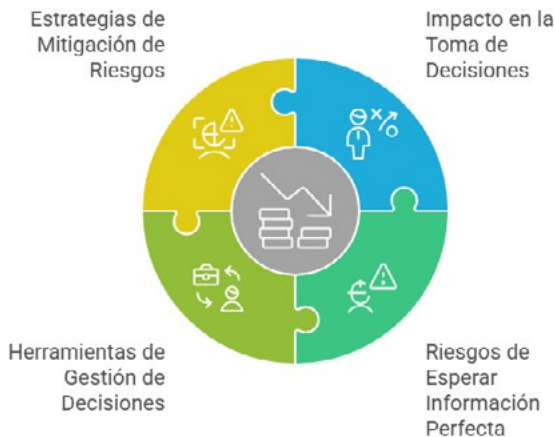 Estrategias de
Mitigación de
Riesgos
Impacto en la
Toma de
Decisiones
Herramientas de
Gestión de
Decisiones
Riesgos de
Esperar
Información
Perfecta